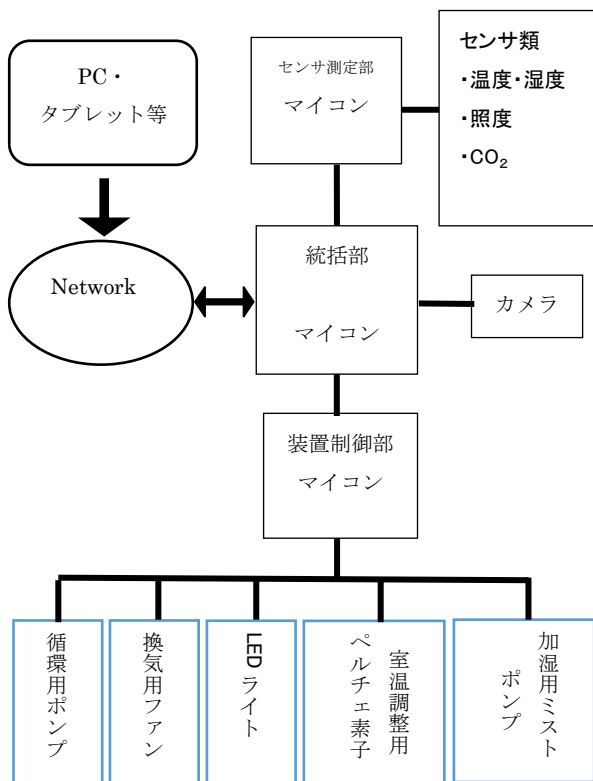 PC・
タブレット等
センサ測定部
マイコン
センサ類
・温度・湿度
・照度
・CO₂
Network
統括部
マイコン
カメラ
装置制御部
マイコン
循環用ポンプ
換気用ファン
LEDライト
室温調整用
ペルチェ素子
加湿用ミスト
ポンプ